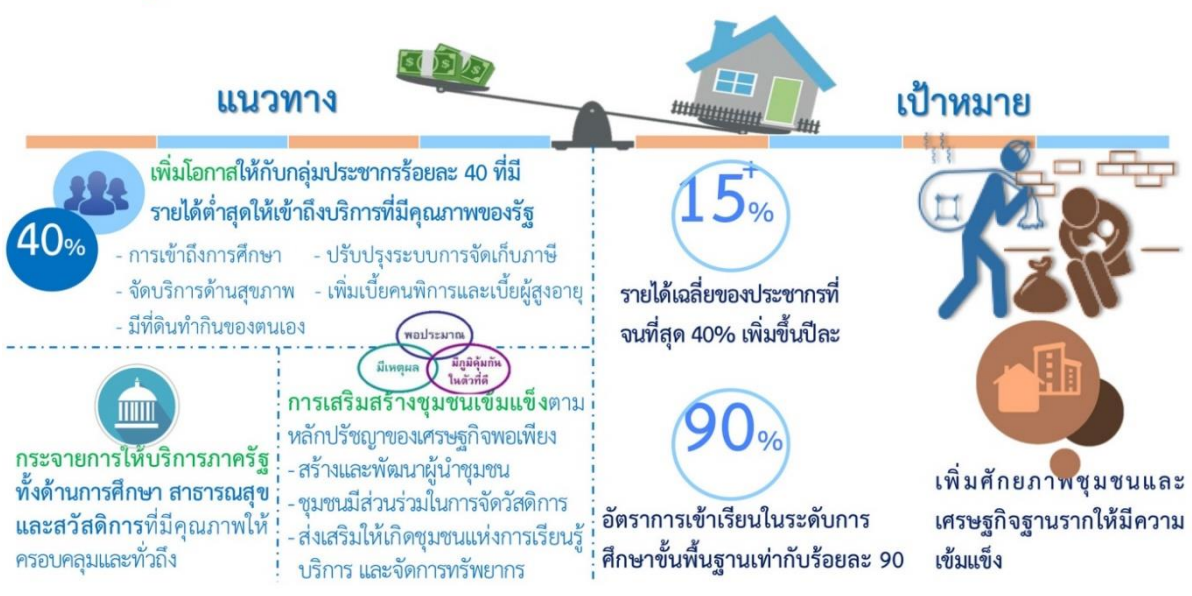 แนวทาง
เพิ่มโอกาสให้กับกลุ่มประชากรร้อยละ 40 ที่มี
รายได้ต่ำสุดให้เข้าถึงบริการที่มีคุณภาพของรัฐ
40%
- การเข้าถึงการศึกษา
- จัดบริการด้านสุขภาพ
- มีที่ดินทำกินของตนเอง
- ปรับปรุงระบบการจัดเก็บภาษี
- เพิ่มเบี้ยคนพิการและเบี้ยผู้สูงอายุ
กระจายการให้บริการภาครัฐ
ทั้งด้านการศึกษา สาธารณสุข
และสวัสดิการที่มีคุณภาพให้
ครอบคลุมและทั่วถึง
พอประมาณ
มีเหตุผล
มีภูมิคุ้มกัน
ในตัวที่ดี
การเสริมสร้างชุมชนเข้มแข็งตาม
หลักปรัชญาของเศรษฐกิจพอเพียง
- สร้างและพัฒนาผู้นำชุมชน
- ชุมชนมีส่วนร่วมในการจัดวัสดิการ
- ส่งเสริมให้เกิดชุมชนแห่งการเรียนรู้
บริการ และจัดการทรัพยากร
เป้าหมาย
15+%
รายได้เฉลี่ยของประชากรที่
จนที่สุด 40% เพิ่มขึ้นปีละ
90%
อัตราการเข้าเรียนในระดับการ
ศึกษาขั้นพื้นฐานเท่ากับร้อยละ 90
เพิ่มศักยภาพชุมชนและ
เศรษฐกิจฐานรากให้มีความ
เข้มแข็ง